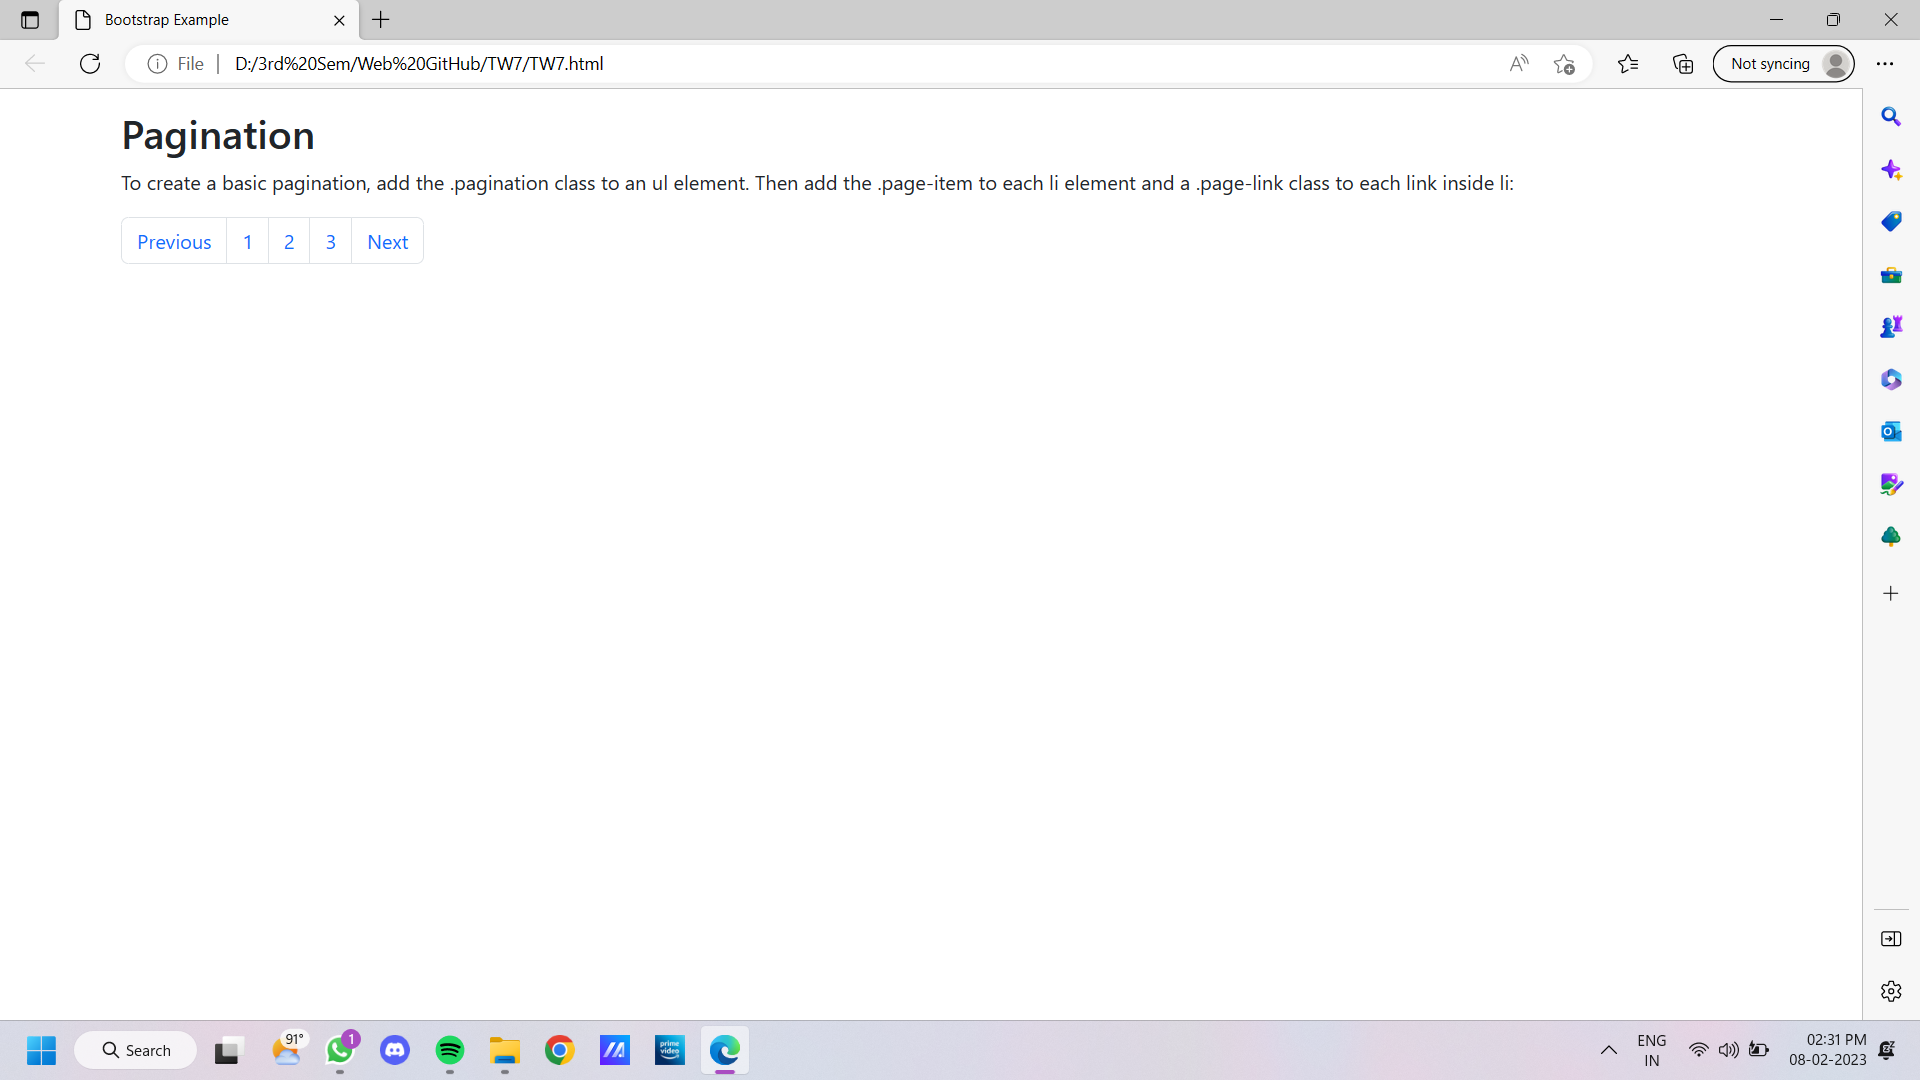 Bootstrap Example
File
D:/3rd%20Sem/Web%20GitHub/TW7/TW7.html
Not syncing
Pagination
To create a basic pagination, add the .pagination class to an ul element. Then add the .page-item to each li element and a .page-link class to each link inside li:
Previous 1 2 3 Next
Search
91°
1
prime video
ENG
IN
02:31 PM
08-02-2023